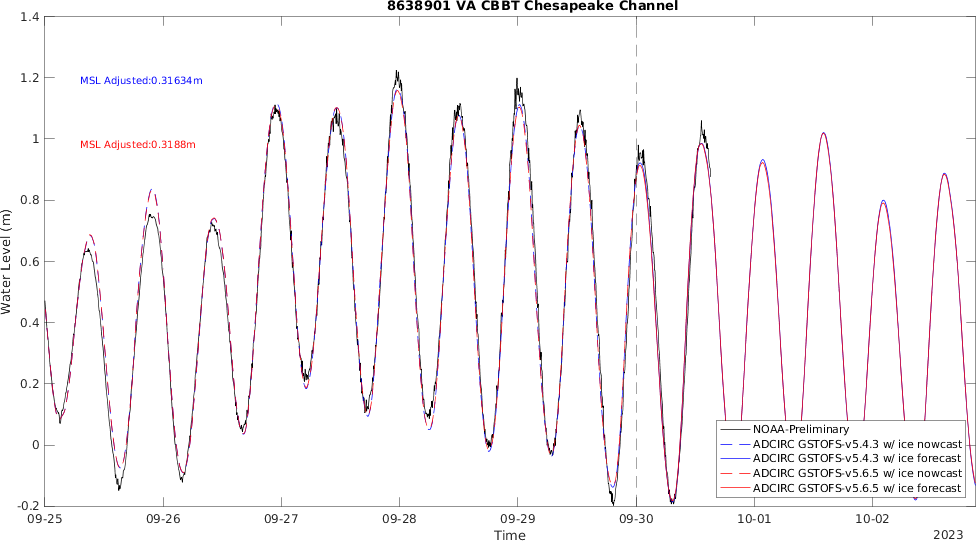 8638901 VA CBBT Chesapeake Channel
1.4
1.2
1
0.8
0.6
0.4
0.2
0
-0.2
Water Level (m)
MSL Adjusted:0.31634m
MSL Adjusted:0.3188m
NOAA-Preliminary
ADCIRC GSTOFS-v5.4.3 w/ ice nowcast
ADCIRC GSTOFS-v5.4.3 w/ ice forecast
ADCIRC GSTOFS-v5.6.5 w/ ice nowcast
ADCIRC GSTOFS-v5.6.5 w/ ice forecast
09-25 09-26 09-27 09-28 09-29 09-30 10-01 10-02
Time
2023